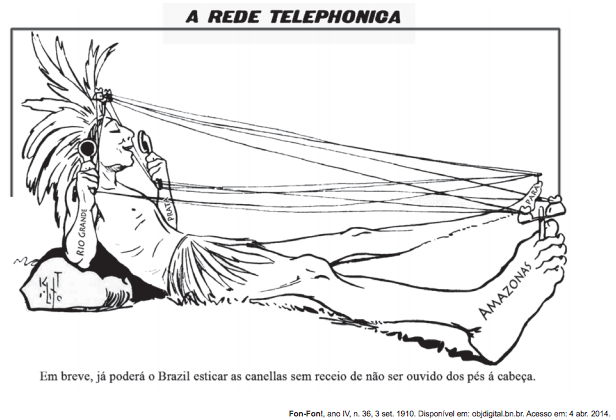 A REDE TELEPHONICA
RIO GRANDE
PRATA
PARÁ
AMAZONAS
Em breve, já poderá o Brazil esticar as canellas sem receio de não ser ouvido dos pés á cabeça.
Fon-Fon!, ano IV, n. 36, 3 set. 1910. Disponível em: objdigital.bn.br. Acesso em: 4 abr. 2014.